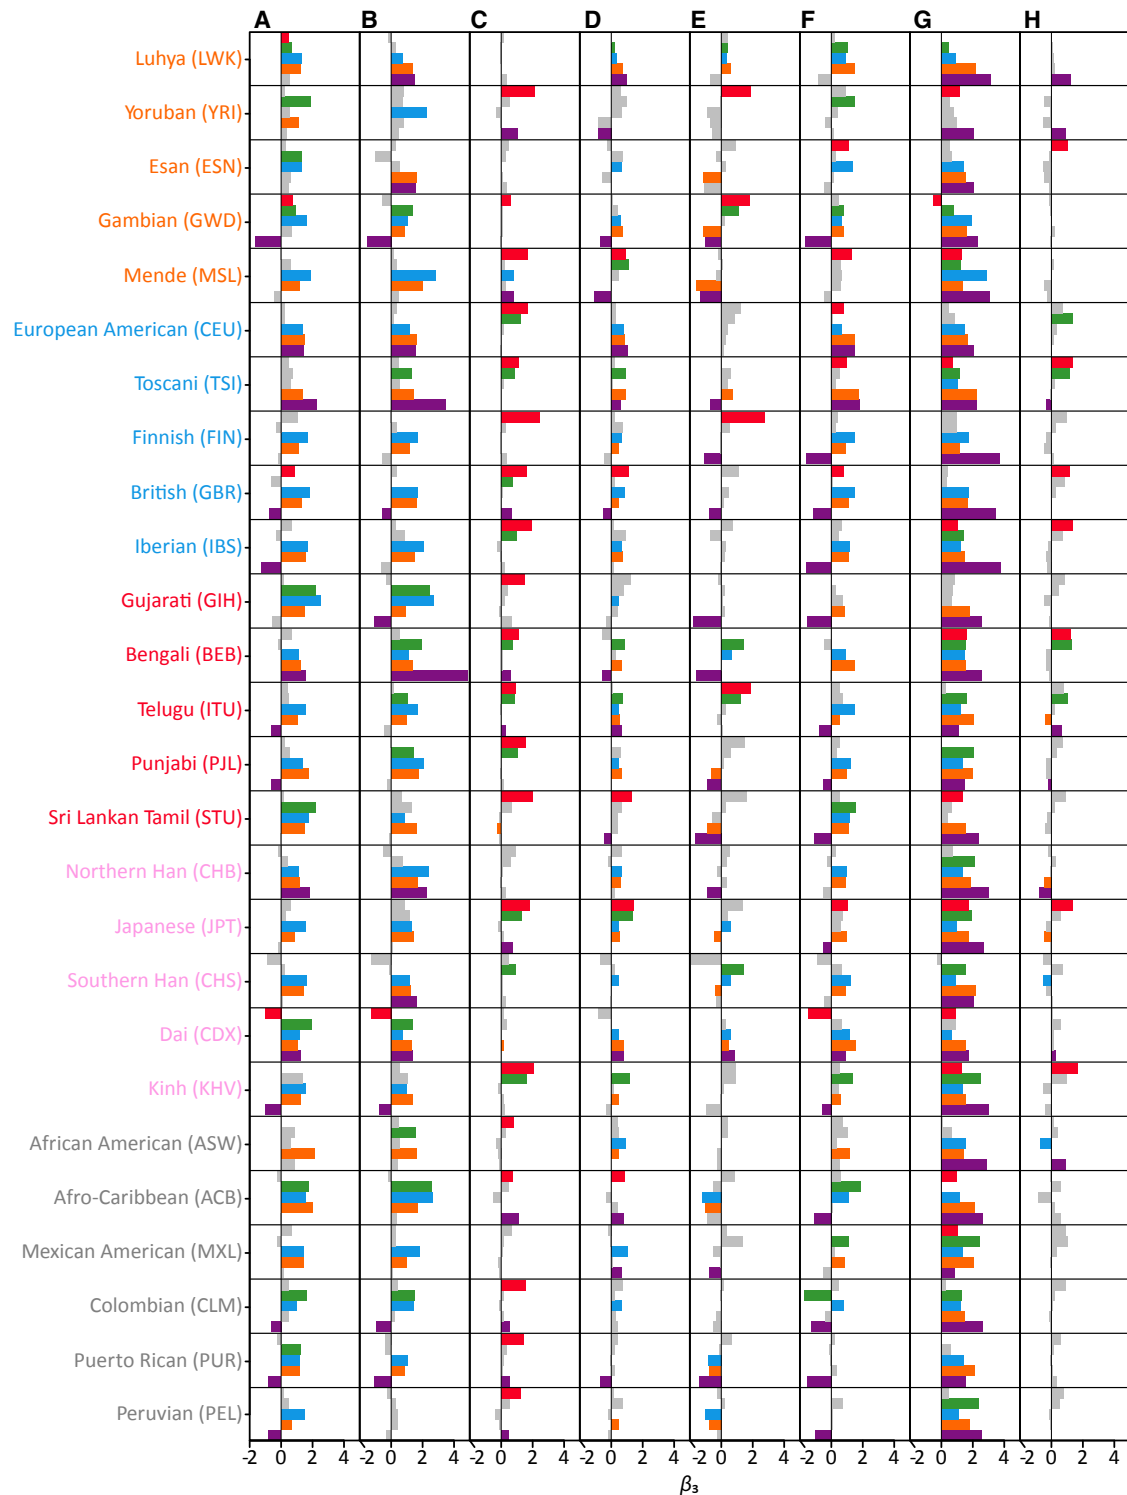 A B C D E F G H
Luhya (LWK)
Yoruban (YRI)
Esan (ESN)
Gambian (GWD)
Mende (MSL)
European American (CEU)
Toscani (TSI)
Finnish (FIN)
British (GBR)
Iberian (IBS)
Gujarati (GIH)
Bengali (BEB)
Telugu (ITU)
Punjabi (PJL)
Sri Lankan Tamil (STU)
Northern Han (CHB)
Japanese (JPT)
Southern Han (CHS)
Dai (CDX)
Kinh (KHV)
African American (ASW)
Afro-Caribbean (ACB)
Mexican American (MXL)
Colombian (CLM)
Puerto Rican (PUR)
Peruvian (PEL)
-2 0 2 4 -2 0 2 4 -2 0 2 4 -2 0 2 4 -2 0 2 4 -2 0 2 4 -2 0 2 4 -2 0 2 4
β₃